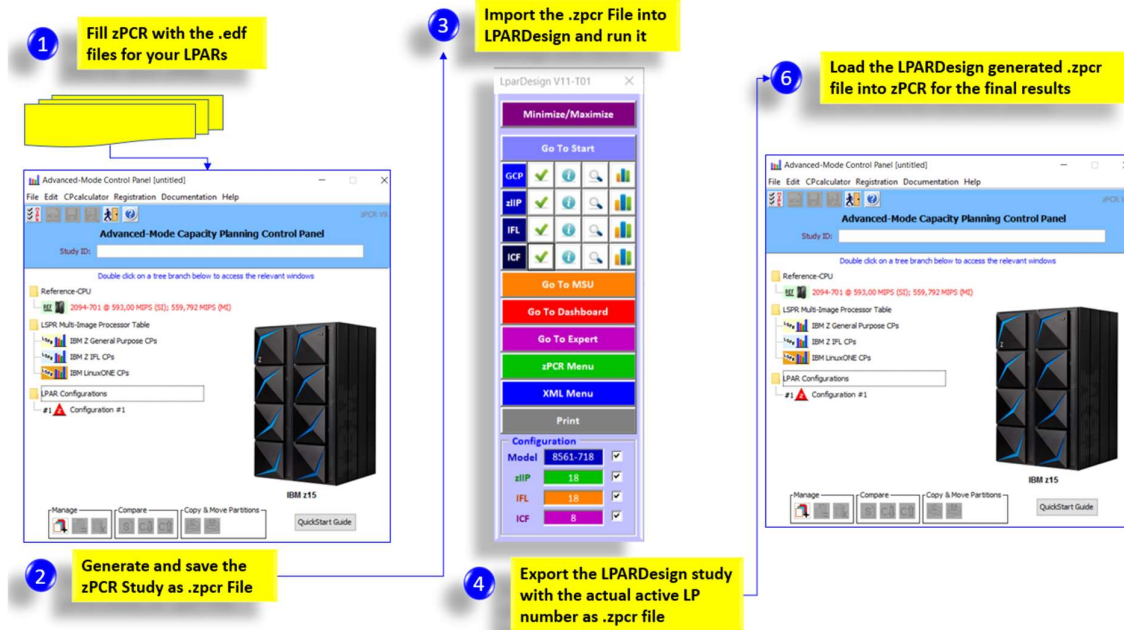 1
Fill zPCR with the .edf
files for your LPARs
Advanced-Mode Control Panel [untitled]
File Edit CPcalculator Registration Documentation Help
zPCR V9
Advanced-Mode Capacity Planning Control Panel
Study ID:
Double click on a tree branch below to access the relevant windows
Reference-CPU
2094-701 @ 593,00 MIPS (SI); 559,792 MIPS (MI)
LSPR Multi-Image Processor Table
IBM Z General Purpose CPs
IBM Z IFL CPs
IBM LinuxONE CPs
LPAR Configurations
#1 Configuration #1
IBM z15
Manage
Compare
Copy & Move Partitions
QuickStart Guide
2
Generate and save the
zPCR Study as .zpcr File
3
Import the .zpcr File into
LPARDesign and run it
LparDesign V11-T01
Minimize/Maximize
Go To Start
GCP
zIIP
IFL
ICF
Go To MSU
Go To Dashboard
Go To Expert
zPCR Menu
XML Menu
Print
Configuration
Model 8561-718
zIIP 18
IFL 18
ICF 8
4
Export the LPARDesign study
with the actual active LP
number as .zpcr file
6
Load the LPARDesign generated .zpcr
file into zPCR for the final results
Advanced-Mode Control Panel [untitled]
File Edit CPcalculator Registration Documentation Help
Advanced-Mode Capacity Planning Control Panel
Study ID:
Double click on a tree branch below to access the relevant windows
Reference-CPU
2094-701 @ 593,00 MIPS (SI); 559,792 MIPS (MI)
LSPR Multi-Image Processor Table
IBM Z General Purpose CPs
IBM Z IFL CPs
IBM LinuxONE CPs
LPAR Configurations
#1 Configuration #1
IBM z15
Manage
Compare
Copy & Move Partitions
QuickStart Guide